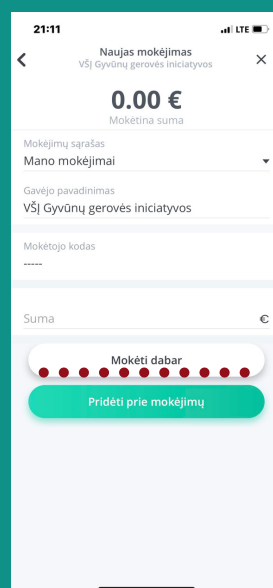 21:11
LTE
Naujas mokėjimas
VŠĮ Gyvūnų gerovės iniciatyvos
0.00 €
Mokėtina suma
Mokėjimų sąrašas
Mano mokėjimai
Gavėjo pavadinimas
VŠĮ Gyvūnų gerovės iniciatyvos
Mokėtojo kodas
-----
Suma €
Mokėti dabar
Pridėti prie mokėjimų